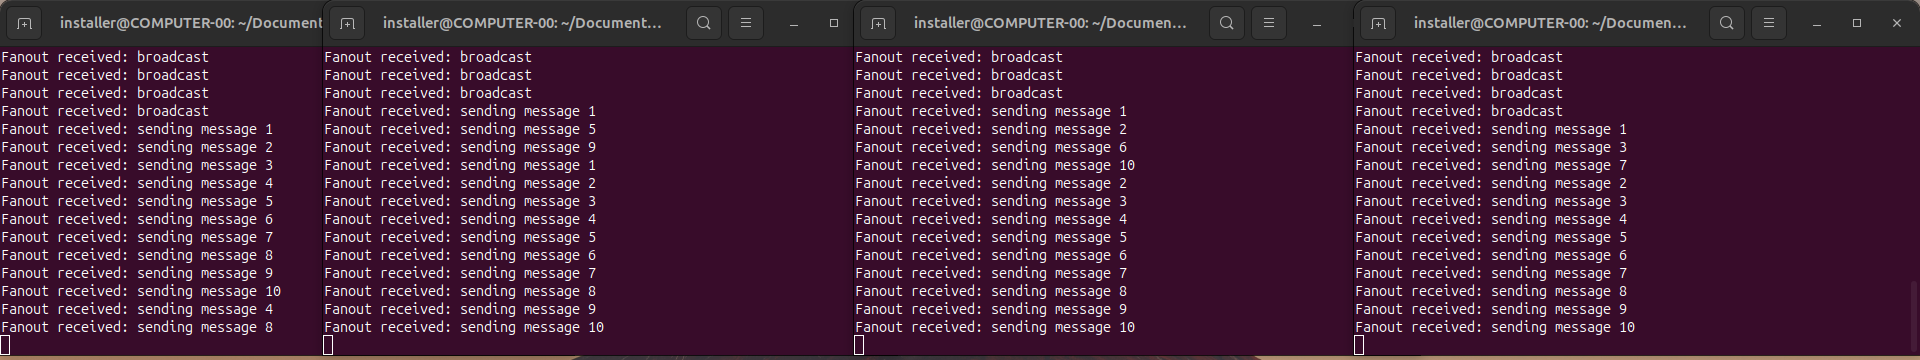 installer@COMPUTER-00: ~/Document
Fanout received: broadcast
Fanout received: broadcast
Fanout received: broadcast
Fanout received: broadcast
Fanout received: sending message 1
Fanout received: sending message 2
Fanout received: sending message 3
Fanout received: sending message 4
Fanout received: sending message 5
Fanout received: sending message 6
Fanout received: sending message 7
Fanout received: sending message 8
Fanout received: sending message 9
Fanout received: sending message 10
Fanout received: sending message 4
Fanout received: sending message 8
installer@COMPUTER-00: ~/Document...
Fanout received: broadcast
Fanout received: broadcast
Fanout received: broadcast
Fanout received: sending message 1
Fanout received: sending message 5
Fanout received: sending message 9
Fanout received: sending message 1
Fanout received: sending message 2
Fanout received: sending message 3
Fanout received: sending message 4
Fanout received: sending message 5
Fanout received: sending message 6
Fanout received: sending message 7
Fanout received: sending message 8
Fanout received: sending message 9
Fanout received: sending message 10
installer@COMPUTER-00: ~/Documen...
Fanout received: broadcast
Fanout received: broadcast
Fanout received: broadcast
Fanout received: sending message 1
Fanout received: sending message 2
Fanout received: sending message 6
Fanout received: sending message 10
Fanout received: sending message 2
Fanout received: sending message 3
Fanout received: sending message 4
Fanout received: sending message 5
Fanout received: sending message 6
Fanout received: sending message 7
Fanout received: sending message 8
Fanout received: sending message 9
Fanout received: sending message 10
installer@COMPUTER-00: ~/Documen...
Fanout received: broadcast
Fanout received: broadcast
Fanout received: broadcast
Fanout received: broadcast
Fanout received: sending message 1
Fanout received: sending message 3
Fanout received: sending message 7
Fanout received: sending message 2
Fanout received: sending message 3
Fanout received: sending message 4
Fanout received: sending message 5
Fanout received: sending message 6
Fanout received: sending message 7
Fanout received: sending message 8
Fanout received: sending message 9
Fanout received: sending message 10